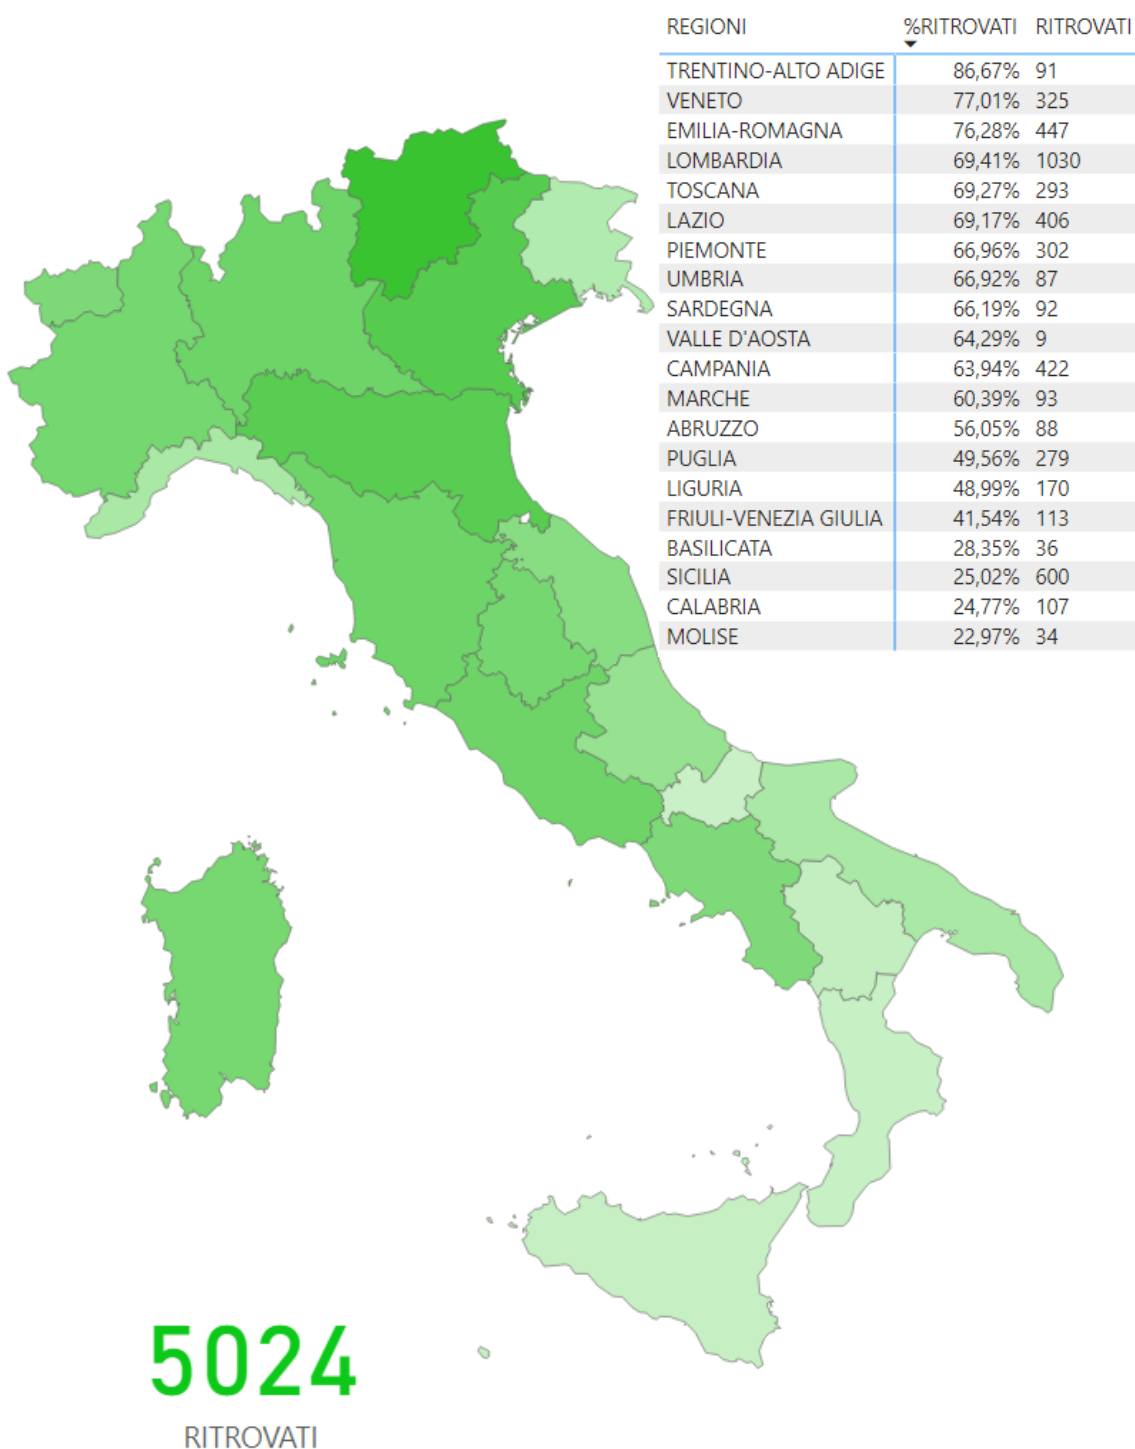 REGIONI %RITROVATI RITROVATI
TRENTINO-ALTO ADIGE 86,67% 91
VENETO 77,01% 325
EMILIA-ROMAGNA 76,28% 447
LOMBARDIA 69,41% 1030
TOSCANA 69,27% 293
LAZIO 69,17% 406
PIEMONTE 66,96% 302
UMBRIA 66,92% 87
SARDEGNA 66,19% 92
VALLE D'AOSTA 64,29% 9
CAMPANIA 63,94% 422
MARCHE 60,39% 93
ABRUZZO 56,05% 88
PUGLIA 49,56% 279
LIGURIA 48,99% 170
FRIULI-VENEZIA GIULIA 41,54% 113
BASILICATA 28,35% 36
SICILIA 25,02% 600
CALABRIA 24,77% 107
MOLISE 22,97% 34
5024
RITROVATI